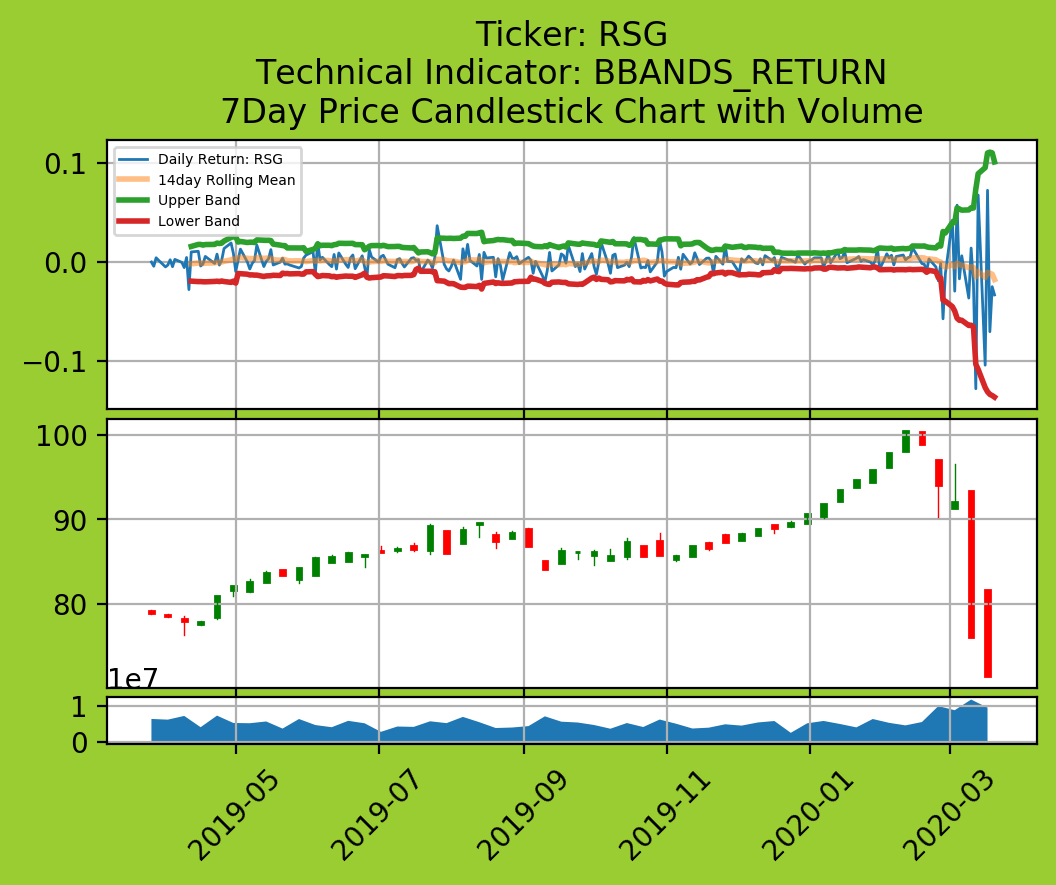 Ticker: RSG
Technical Indicator: BBANDS_RETURN
7Day Price Candlestick Chart with Volume
0.1
0.0
−0.1
Daily Return: RSG
14day Rolling Mean
Upper Band
Lower Band
100
90
80
1e7
1
0
2019-05
2019-07
2019-09
2019-11
2020-01
2020-03